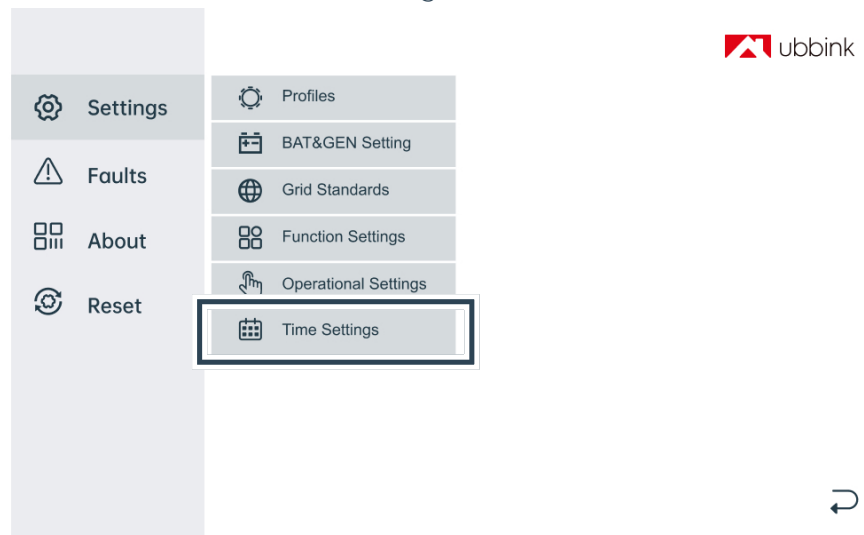 ubbink
Settings
Faults
About
Reset
Profiles
BAT&GEN Setting
Grid Standards
Function Settings
Operational Settings
Time Settings